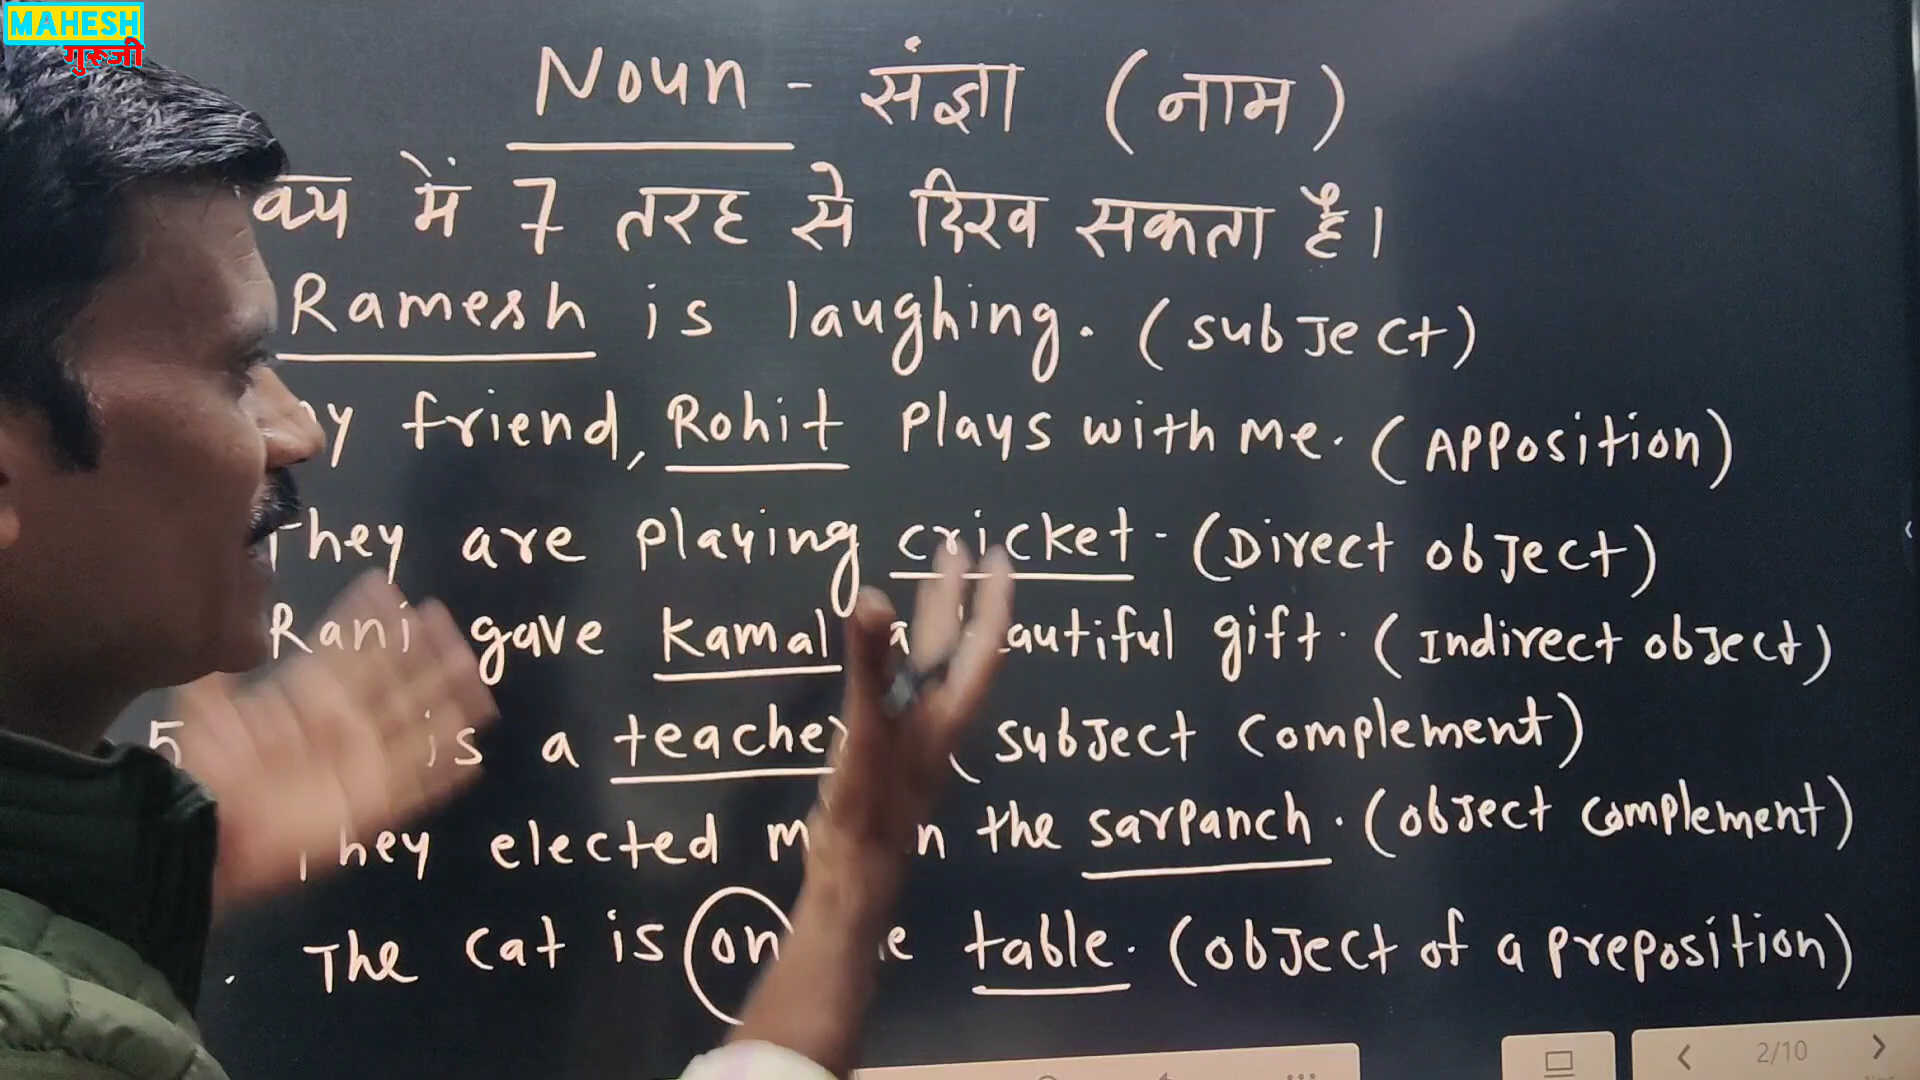 MAHESH
गुरूजी
Noun - संज्ञा (नाम)
में 7 तरह से दिख सकता है।
Ramesh is laughing. (subject)
friend, Rohit plays with me. (Apposition)
They are playing cricket. (Direct object)
Rani gave Kamal a gift. (Indirect object)
5 is a teacher (subject complement)
They elected the sarpanch. (object complement)
. The cat is on table. (object of a preposition)
2/10